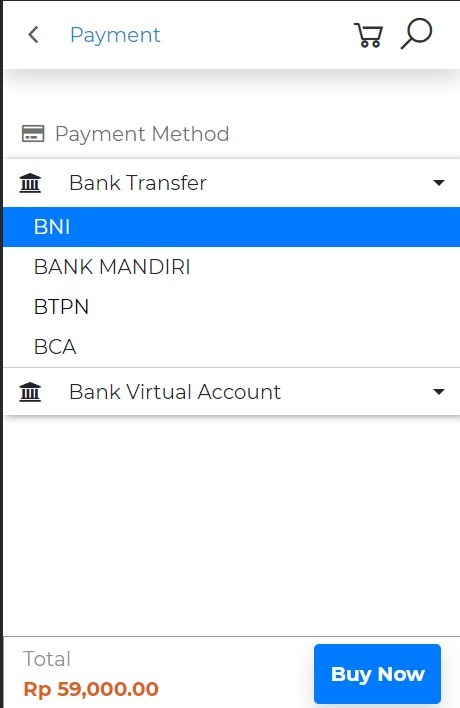 Payment
Payment Method
Bank Transfer
BNI
BANK MANDIRI
BTPN
BCA
Bank Virtual Account
Total
Rp 59,000.00
Buy Now